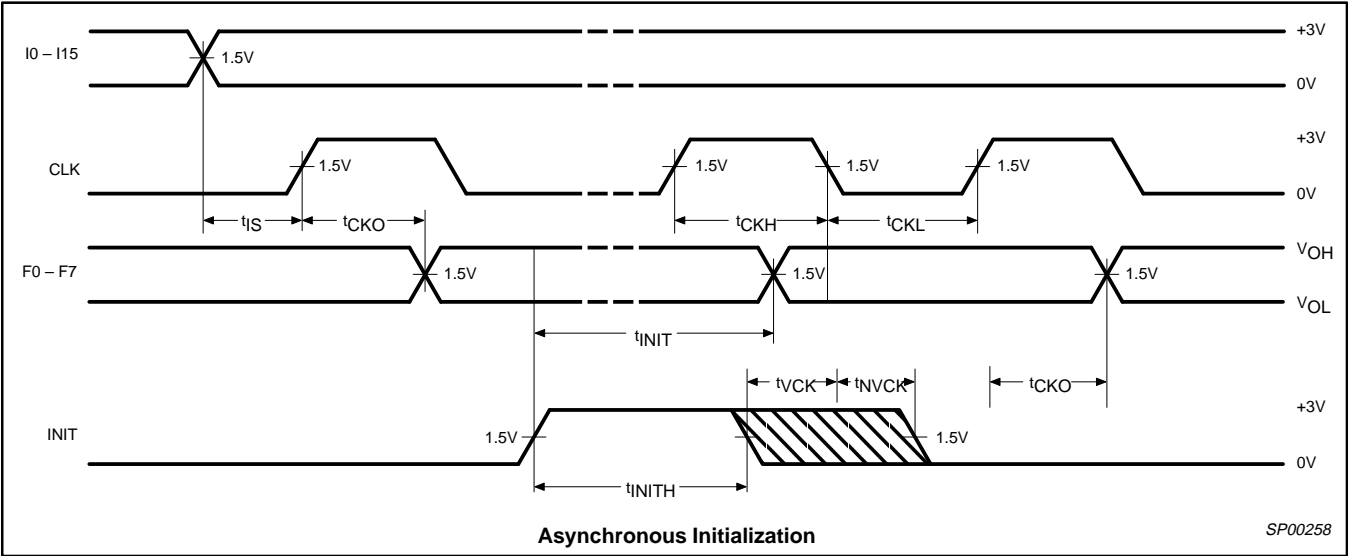 I0 – I15
1.5V
+3V
0V
CLK
1.5V
1.5V
1.5V
1.5V
+3V
0V
tIS
tCKO
tCKH
tCKL
F0 – F7
1.5V
1.5V
1.5V
VOH
VOL
tINIT
tVCK
tNVCK
tCKO
INIT
1.5V
1.5V
+3V
0V
tINITH
Asynchronous Initialization
SP00258